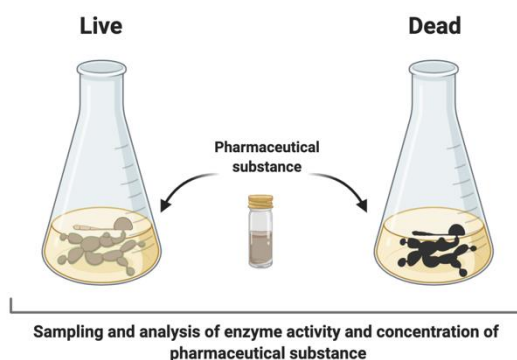 Live
Dead
Pharmaceutical
substance
Sampling and analysis of enzyme activity and concentration of
pharmaceutical substance